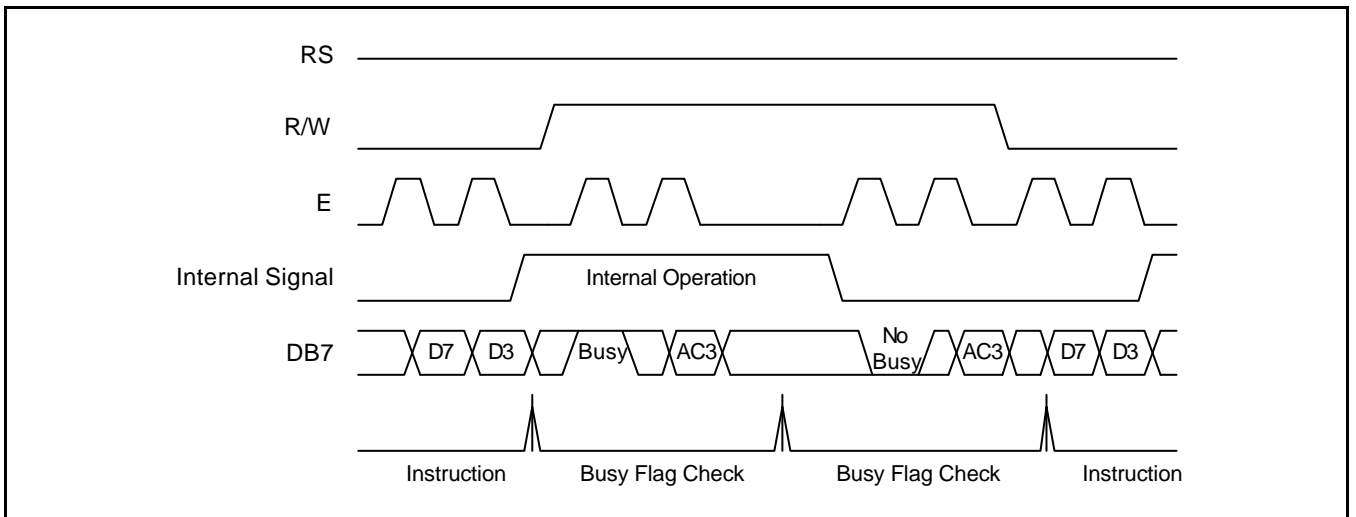 RS
R/W
E
Internal Signal
Internal Operation
DB7
D7 D3 Busy AC3 No Busy AC3 D7 D3
Instruction Busy Flag Check Busy Flag Check Instruction